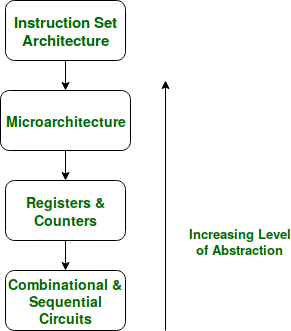 Instruction Set
Architecture
Microarchitecture
Registers &
Counters
Increasing Level
of Abstraction
Combinational &
Sequential
Circuits